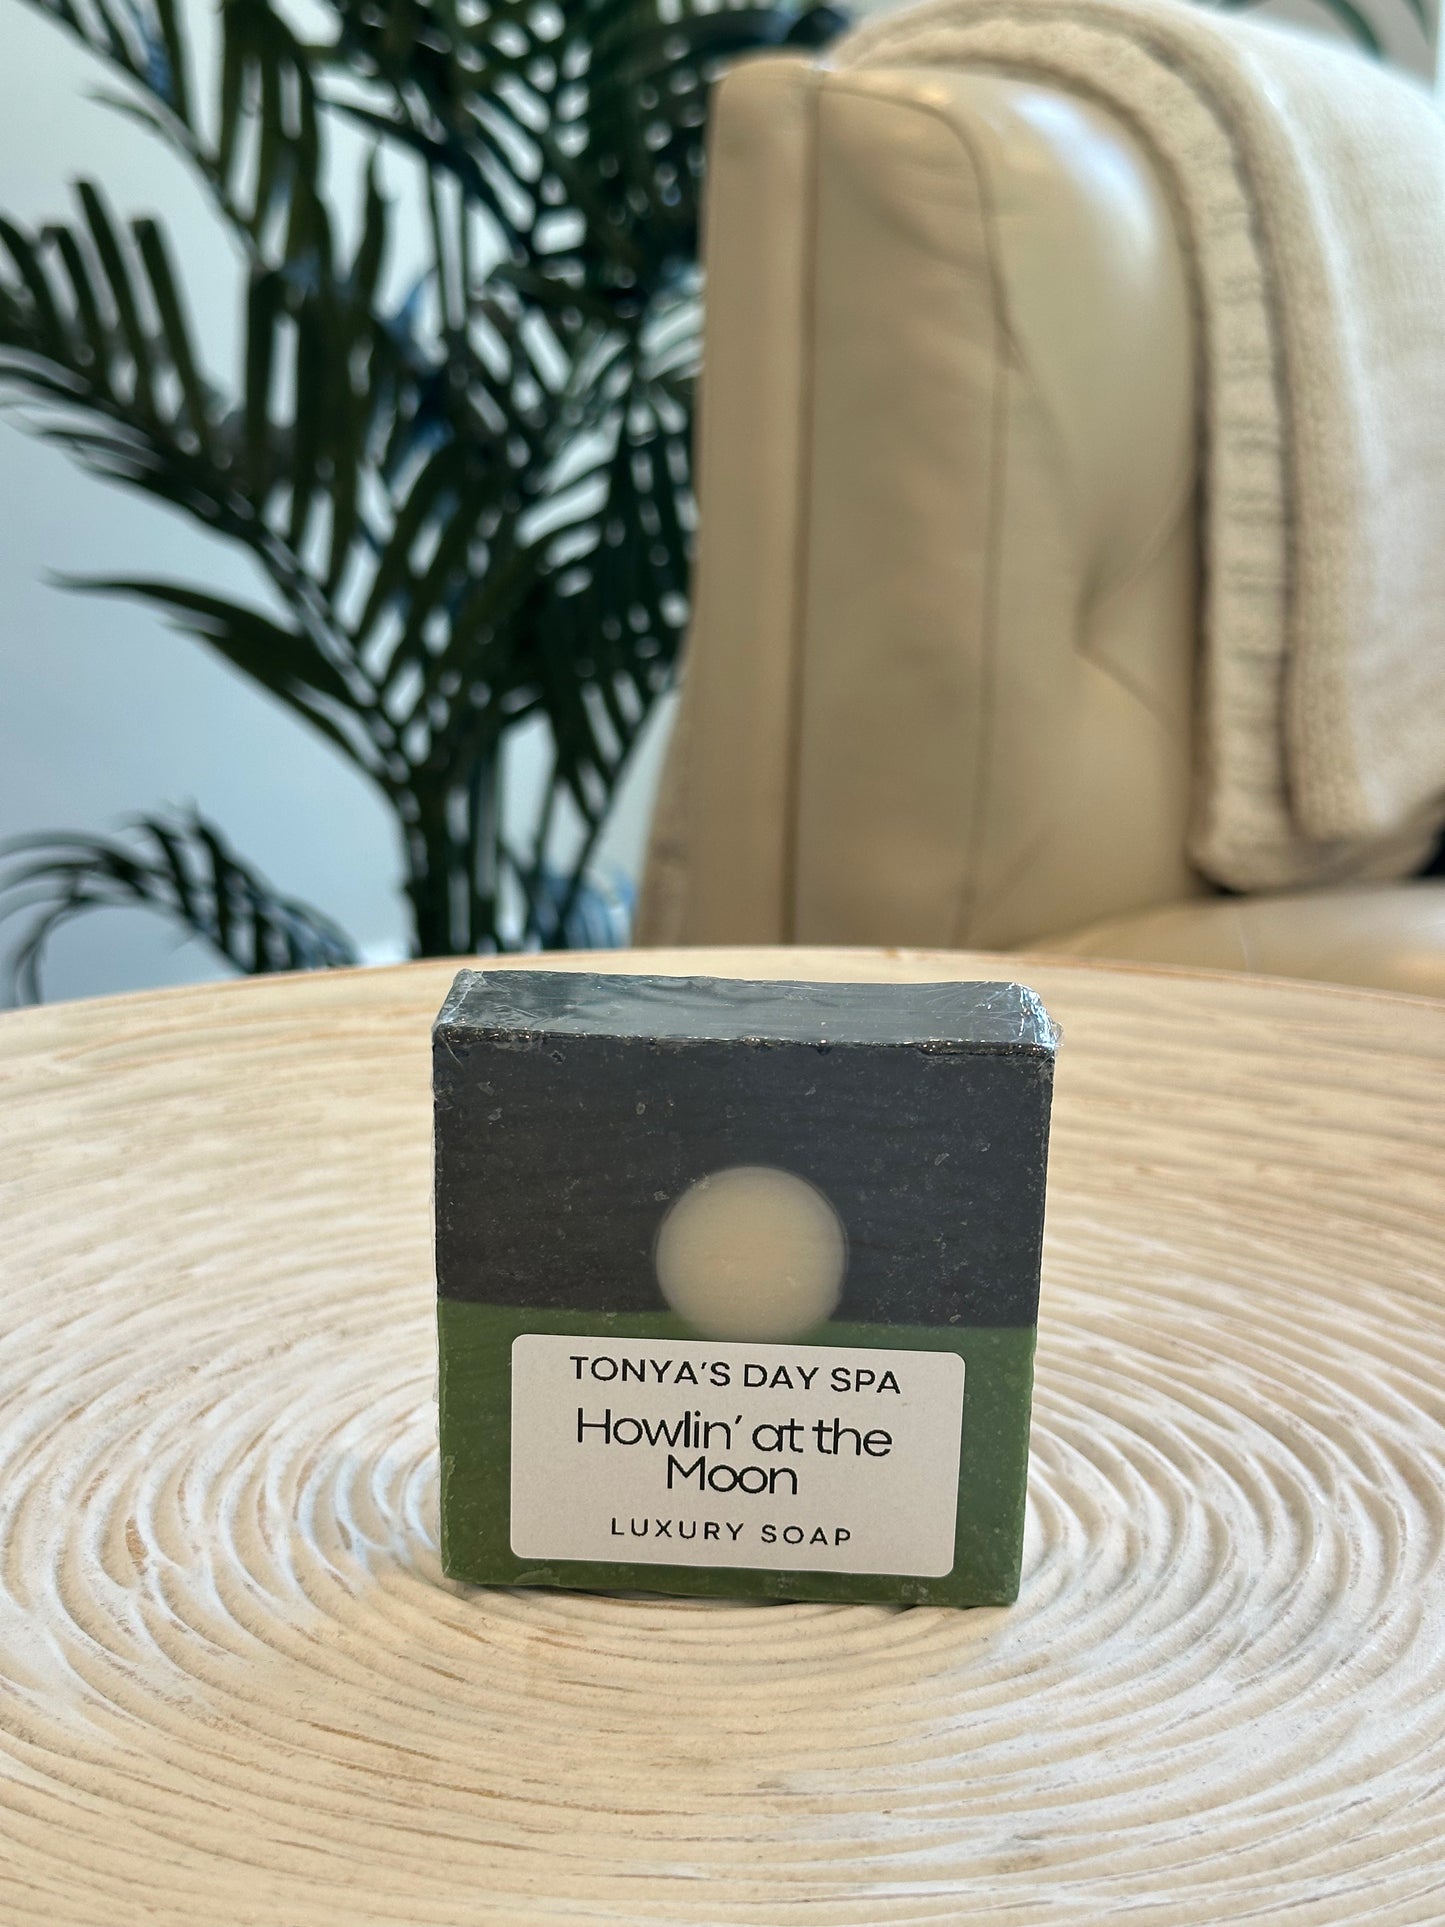 TONYA'S DAY SPA
Howlin' at the
Moon
LUXURY SOAP